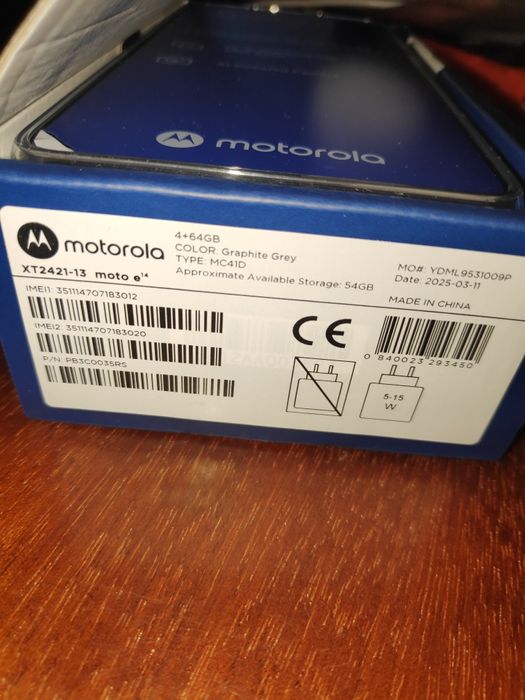 motorola
motorola
XT2421-13 moto e¹⁴
4+64GB
COLOR: Graphite Grey
TYPE: MC41D
Approximate Available Storage: 54GB
MO#: YDML9531009P
Date: 2025-03-11
MADE IN CHINA
IMEI1: 351114707183012
IMEI2: 351114707183020
P/N: PB3C0035RS
CE
0 840023 293450
5-15
W